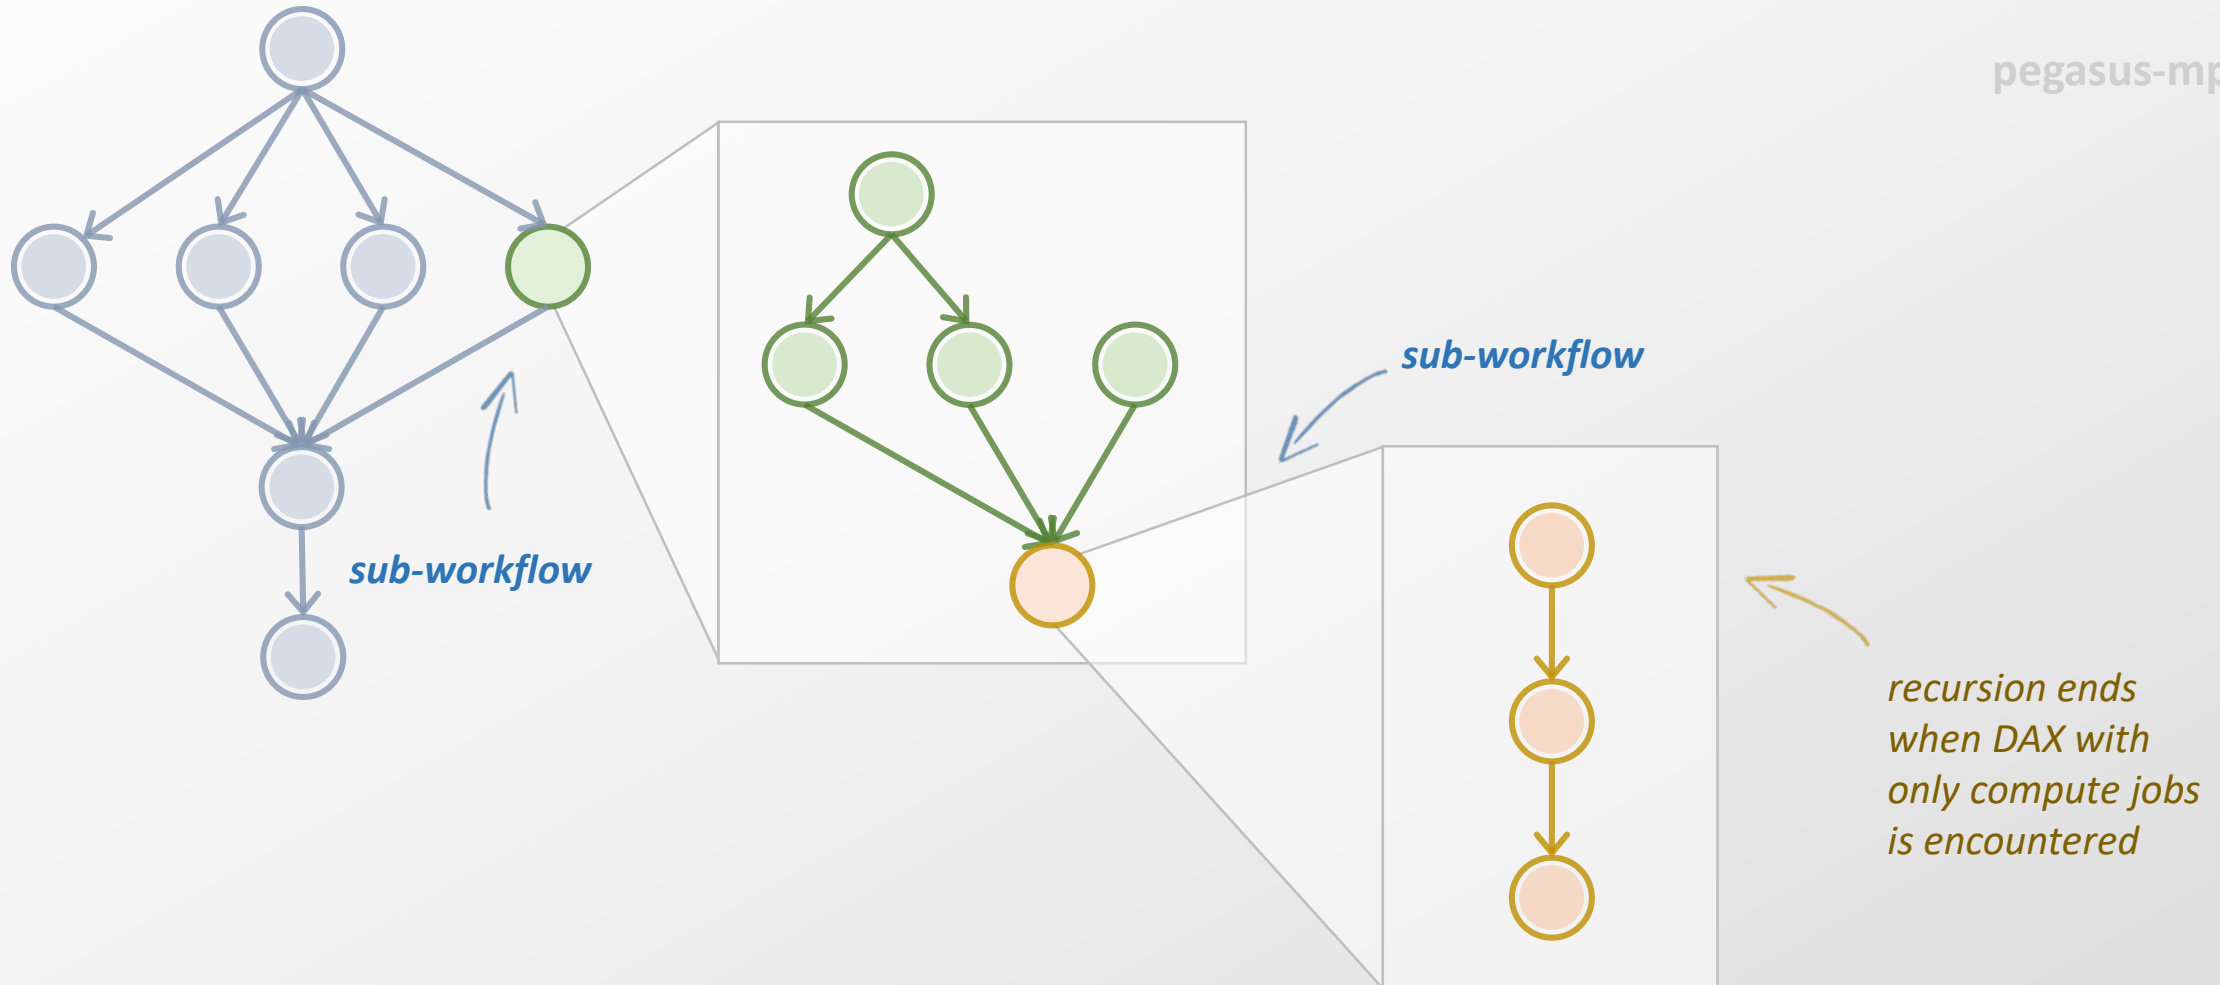 pegasus-mp
sub-workflow
sub-workflow
recursion ends
when DAX with
only compute jobs
is encountered